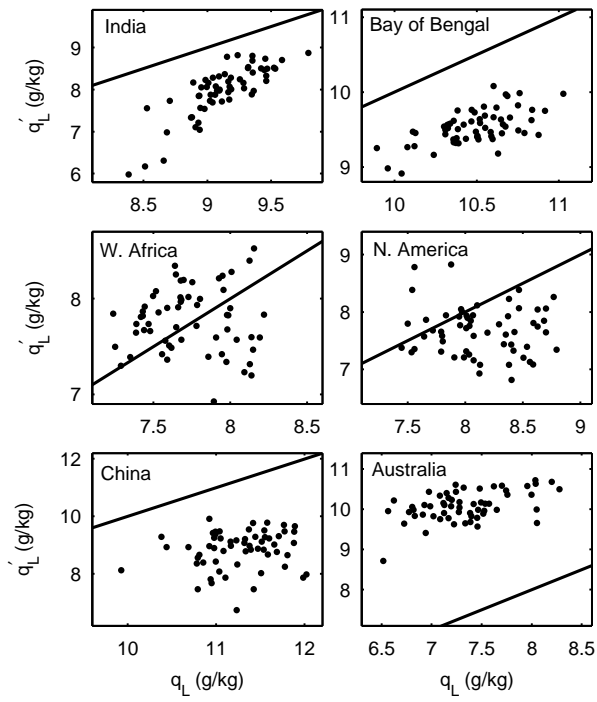 India
9
8
7
6
8.5 9 9.5
q'L (g/kg)
Bay of Bengal
11
10
9
10 10.5 11
W. Africa
8
7
7.5 8 8.5
q'L (g/kg)
N. America
9
8
7
7.5 8 8.5 9
China
12
10
8
10 11 12
q'L (g/kg)
qL (g/kg)
Australia
11
10
9
8
6.5 7 7.5 8 8.5
qL (g/kg)